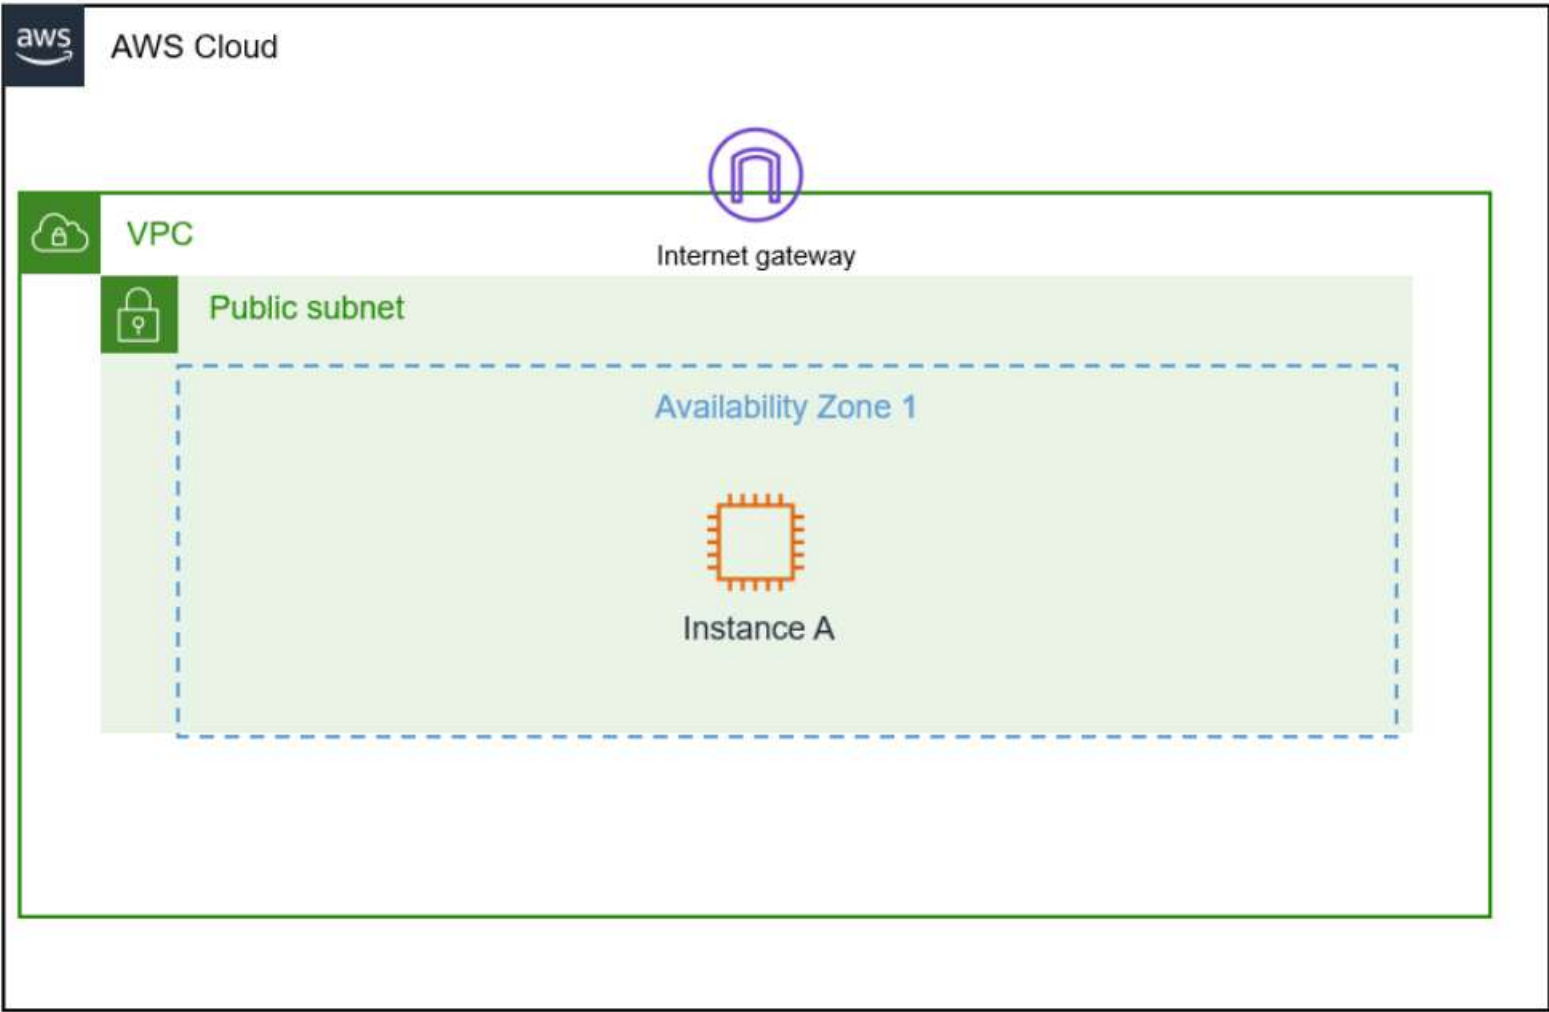 aws
AWS Cloud
VPC
Internet gateway
Public subnet
Availability Zone 1
Instance A